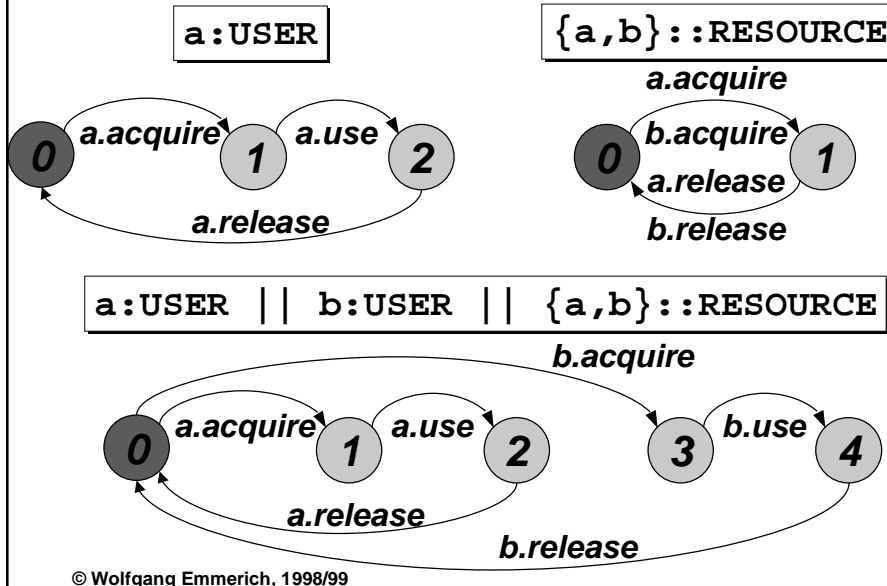 a:USER
{a,b}::RESOURCE
a.acquire
a.acquire
a.use
b.acquire
0
1
2
0
1
a.release
a.release
b.release
a:USER || b:USER || {a,b}::RESOURCE
b.acquire
a.acquire
a.use
b.use
0
1
2
3
4
a.release
b.release
© Wolfgang Emmerich, 1998/99